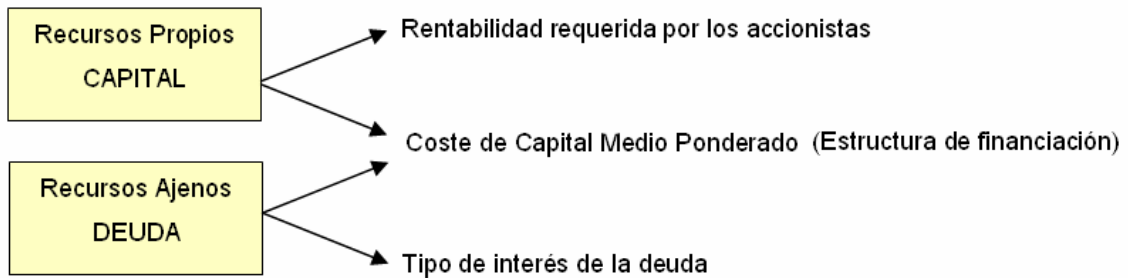 Recursos Propios
CAPITAL
Rentabilidad requerida por los accionistas
Coste de Capital Medio Ponderado (Estructura de financiación)
Recursos Ajenos
DEUDA
Tipo de interés de la deuda